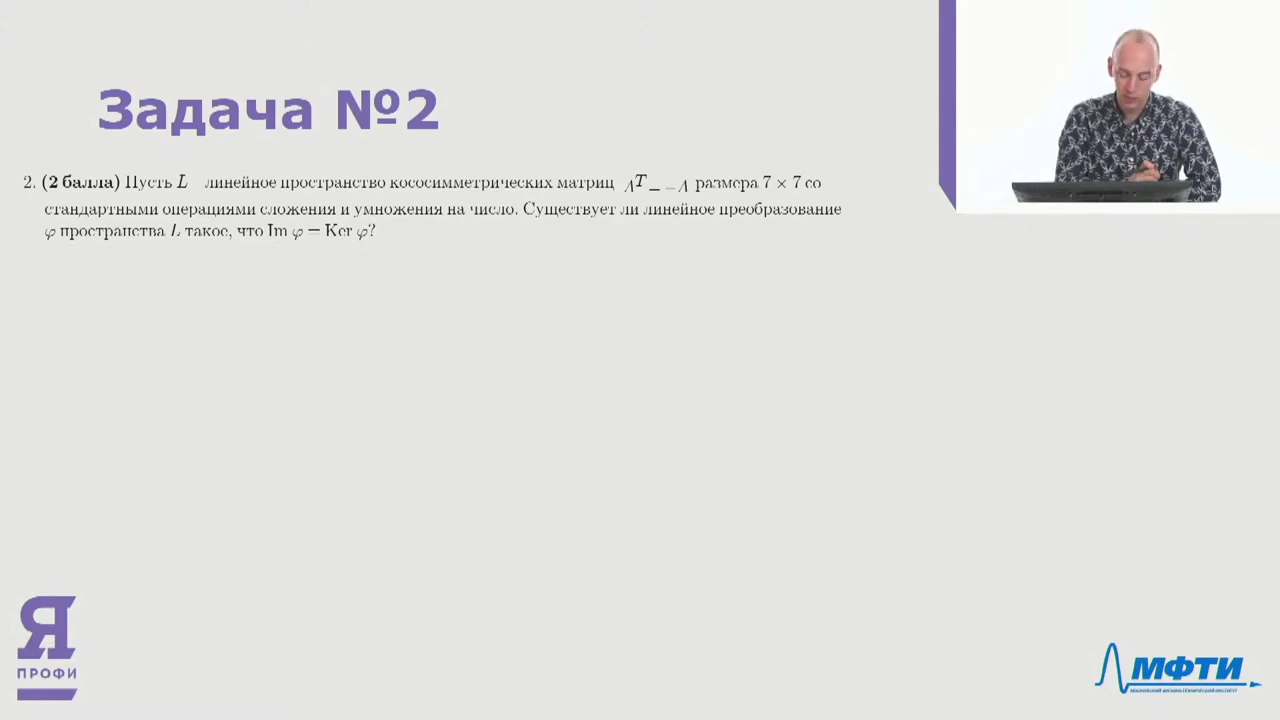 Задача №2
2. (2 балла) Пусть L линейное пространство кососимметрических матриц A^T = -A размера 7 × 7 со
стандартными операциями сложения и умножения на число. Существует ли линейное преобразование
φ пространства L такое, что Im φ = Ker φ?
Я
ПРОФИ
МФТИ